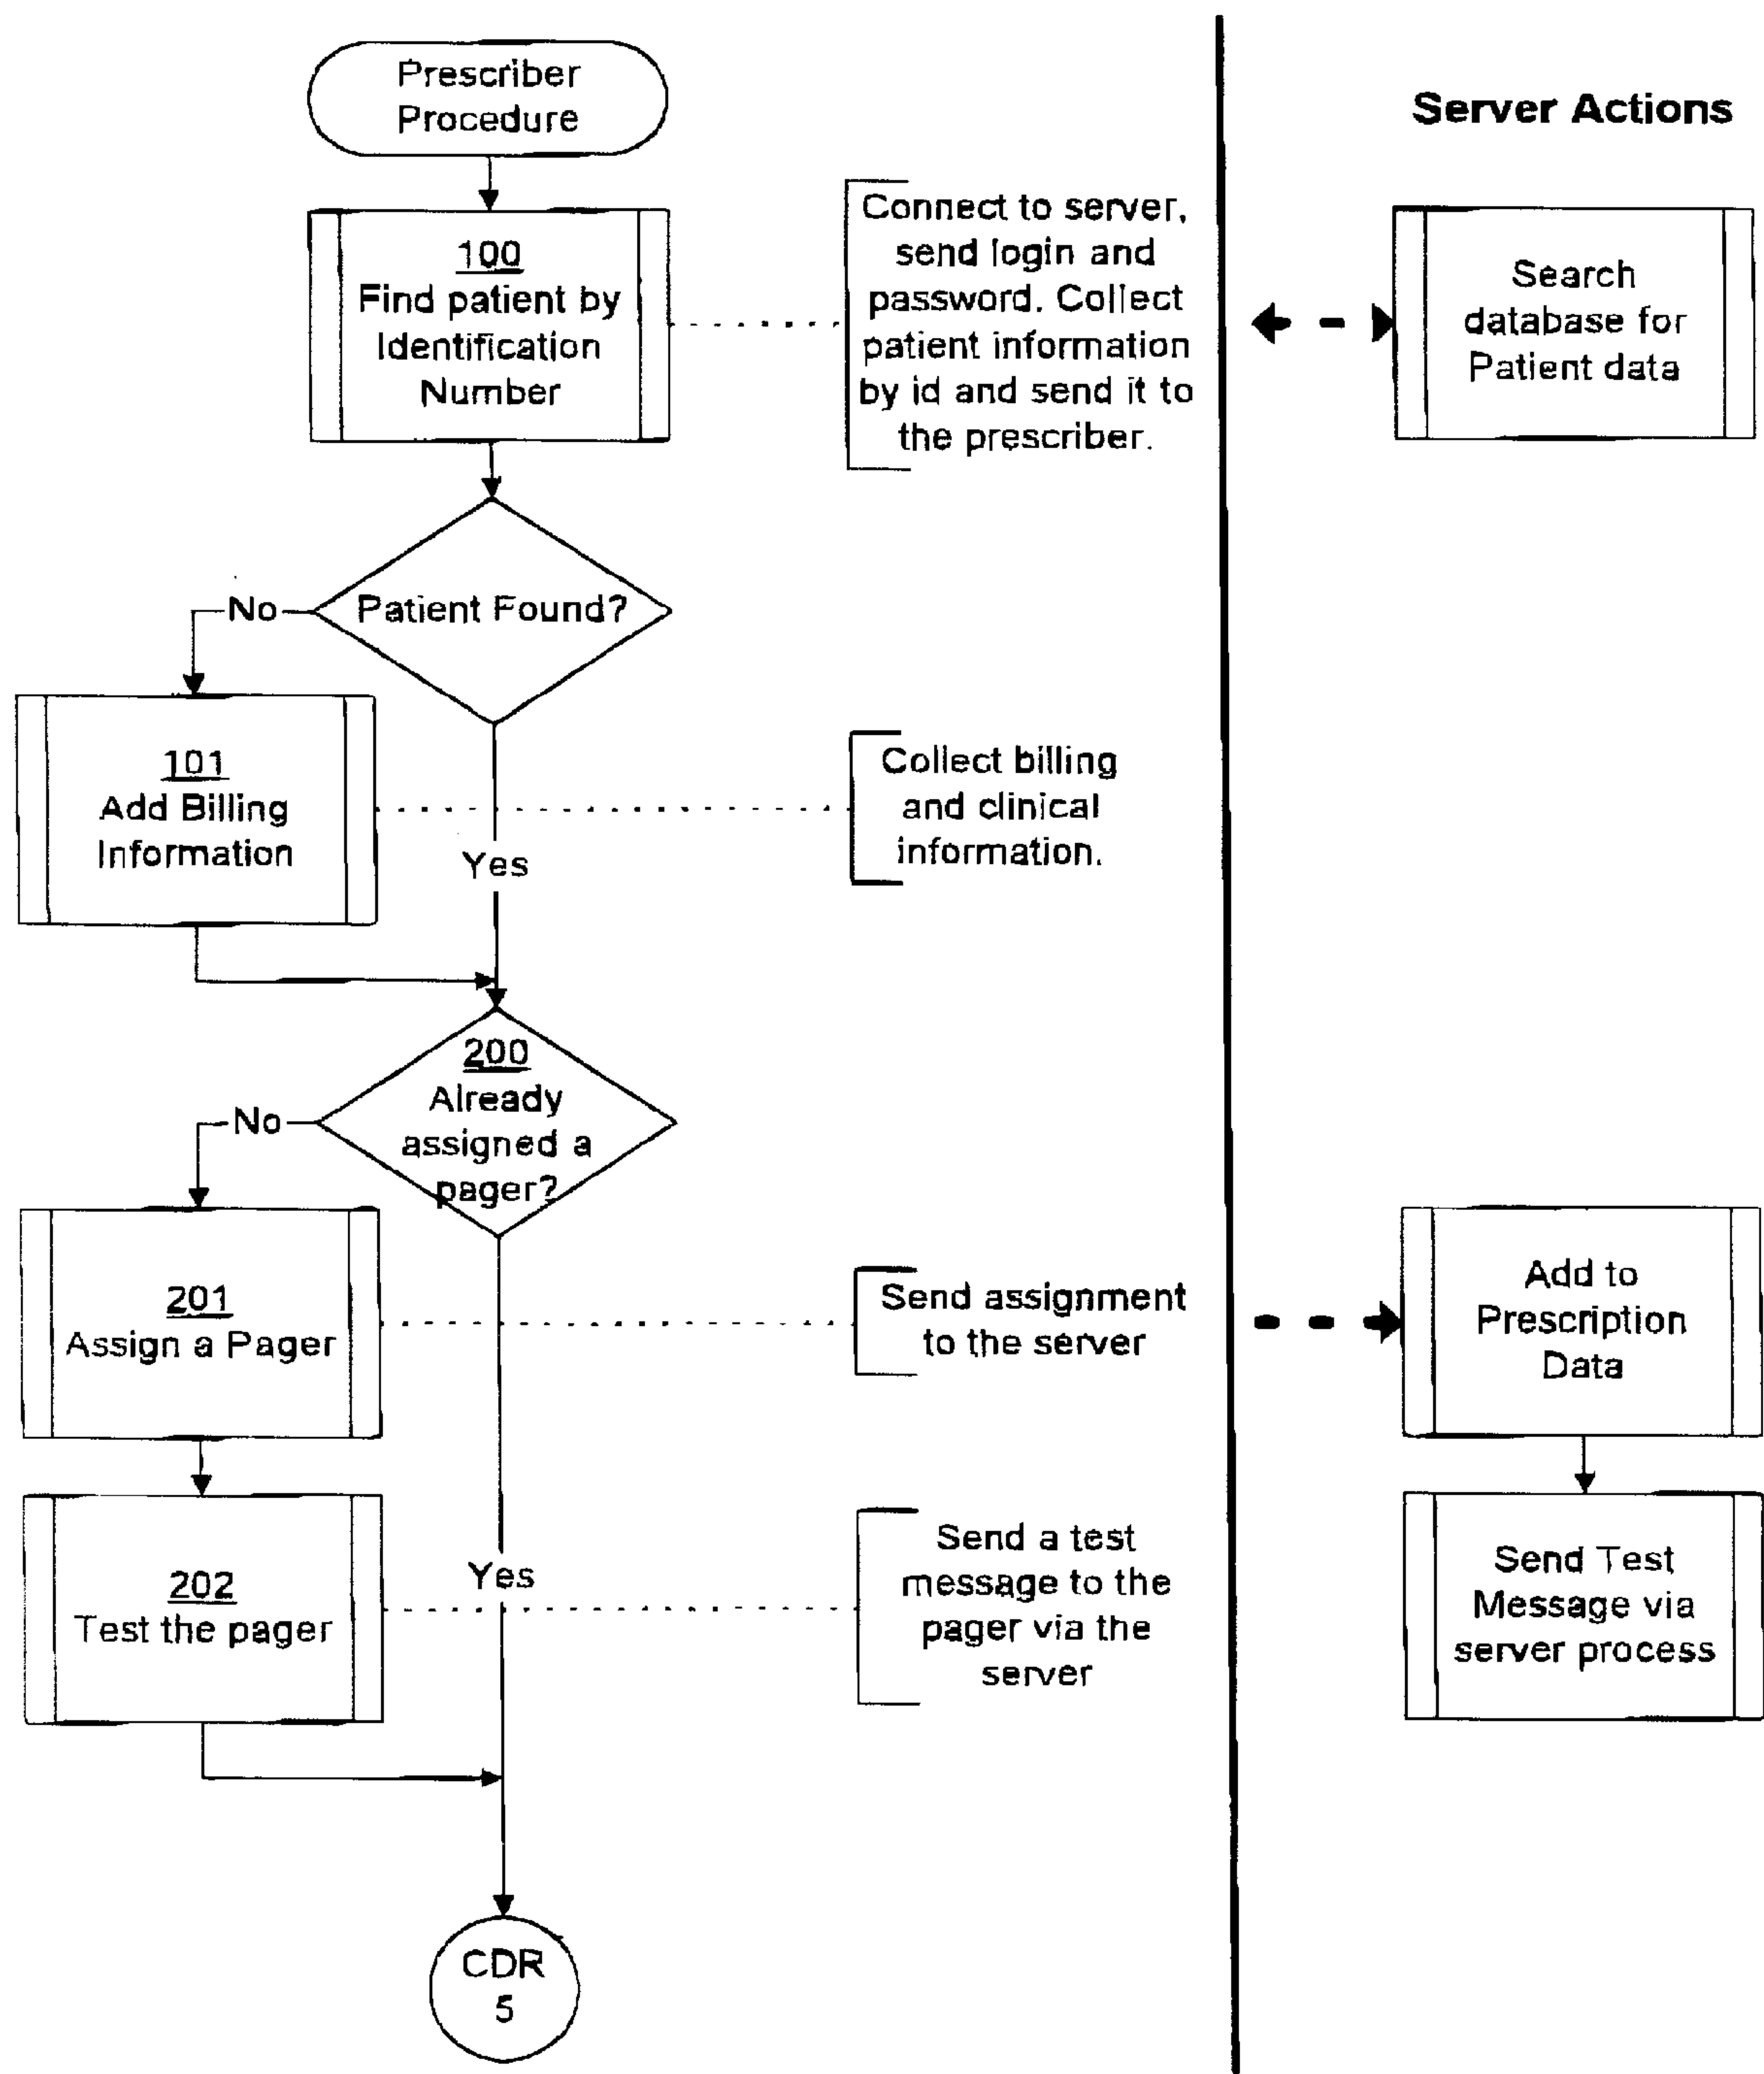 Prescriber
Procedure
Server Actions
100
Find patient by
Identification
Number
Connect to server,
send login and
password. Collect
patient information
by id and send it to
the prescriber.
Search
database for
Patient data
Patient Found?
No
Yes
101
Add Billing
Information
Collect billing
and clinical
information.
200
Already
assigned a
pager?
No
Yes
201
Assign a Pager
Send assignment
to the server
Add to
Prescription
Data
202
Test the pager
Send a test
message to the
pager via the
server
Send Test
Message via
server process
CDR
5